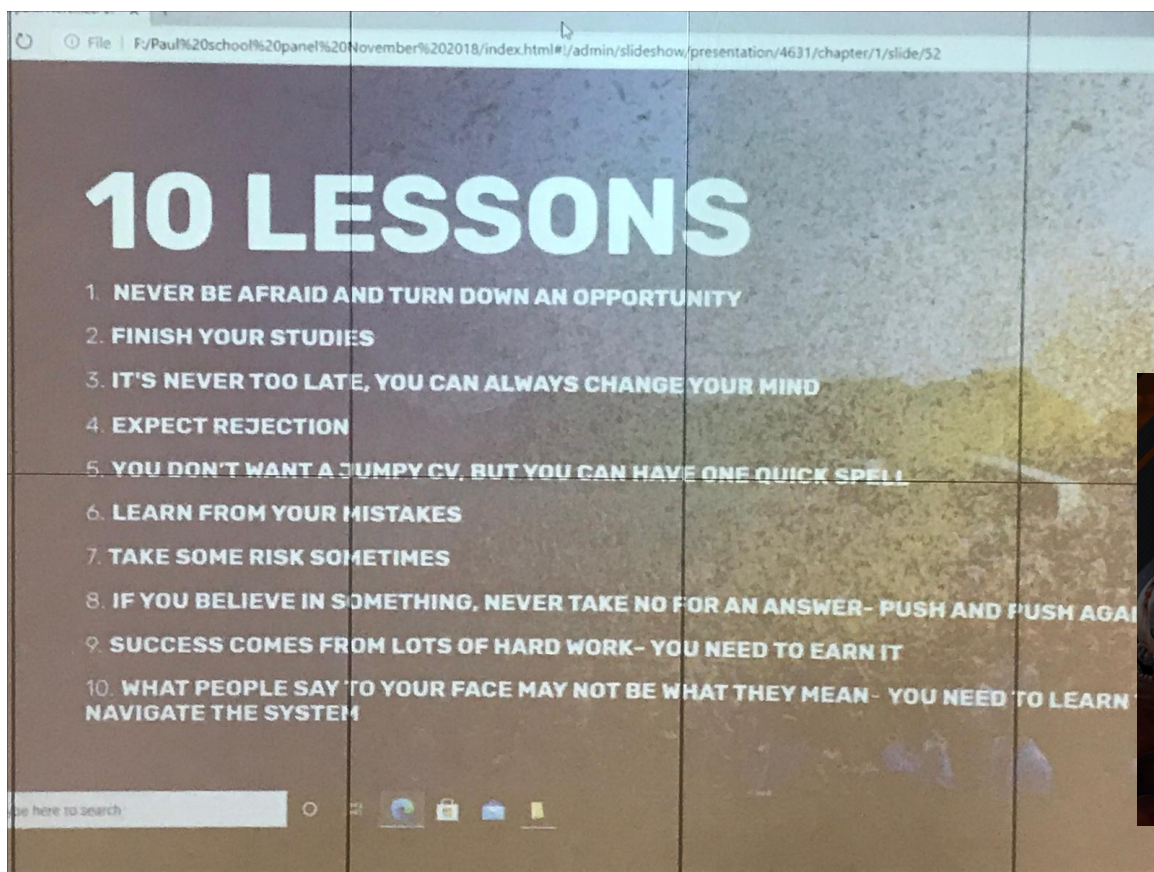 File F:/Paul%20school%20panel%20November%202018/index.html#!/admin/slideshow/presentation/4631/chapter/1/slide/52
10 LESSONS
1. NEVER BE AFRAID AND TURN DOWN AN OPPORTUNITY
2. FINISH YOUR STUDIES
3. IT'S NEVER TOO LATE, YOU CAN ALWAYS CHANGE YOUR MIND
4. EXPECT REJECTION
5. YOU DON'T WANT A JUMPY CV, BUT YOU CAN HAVE ONE QUICK SPELL
6. LEARN FROM YOUR MISTAKES
7. TAKE SOME RISK SOMETIMES
8. IF YOU BELIEVE IN SOMETHING, NEVER TAKE NO FOR AN ANSWER- PUSH AND PUSH
9. SUCCESS COMES FROM LOTS OF HARD WORK- YOU NEED TO EARN IT
10. WHAT PEOPLE SAY TO YOUR FACE MAY NOT BE WHAT THEY MEAN- YOU NEED TO LEARN
NAVIGATE THE SYSTEM
here to search